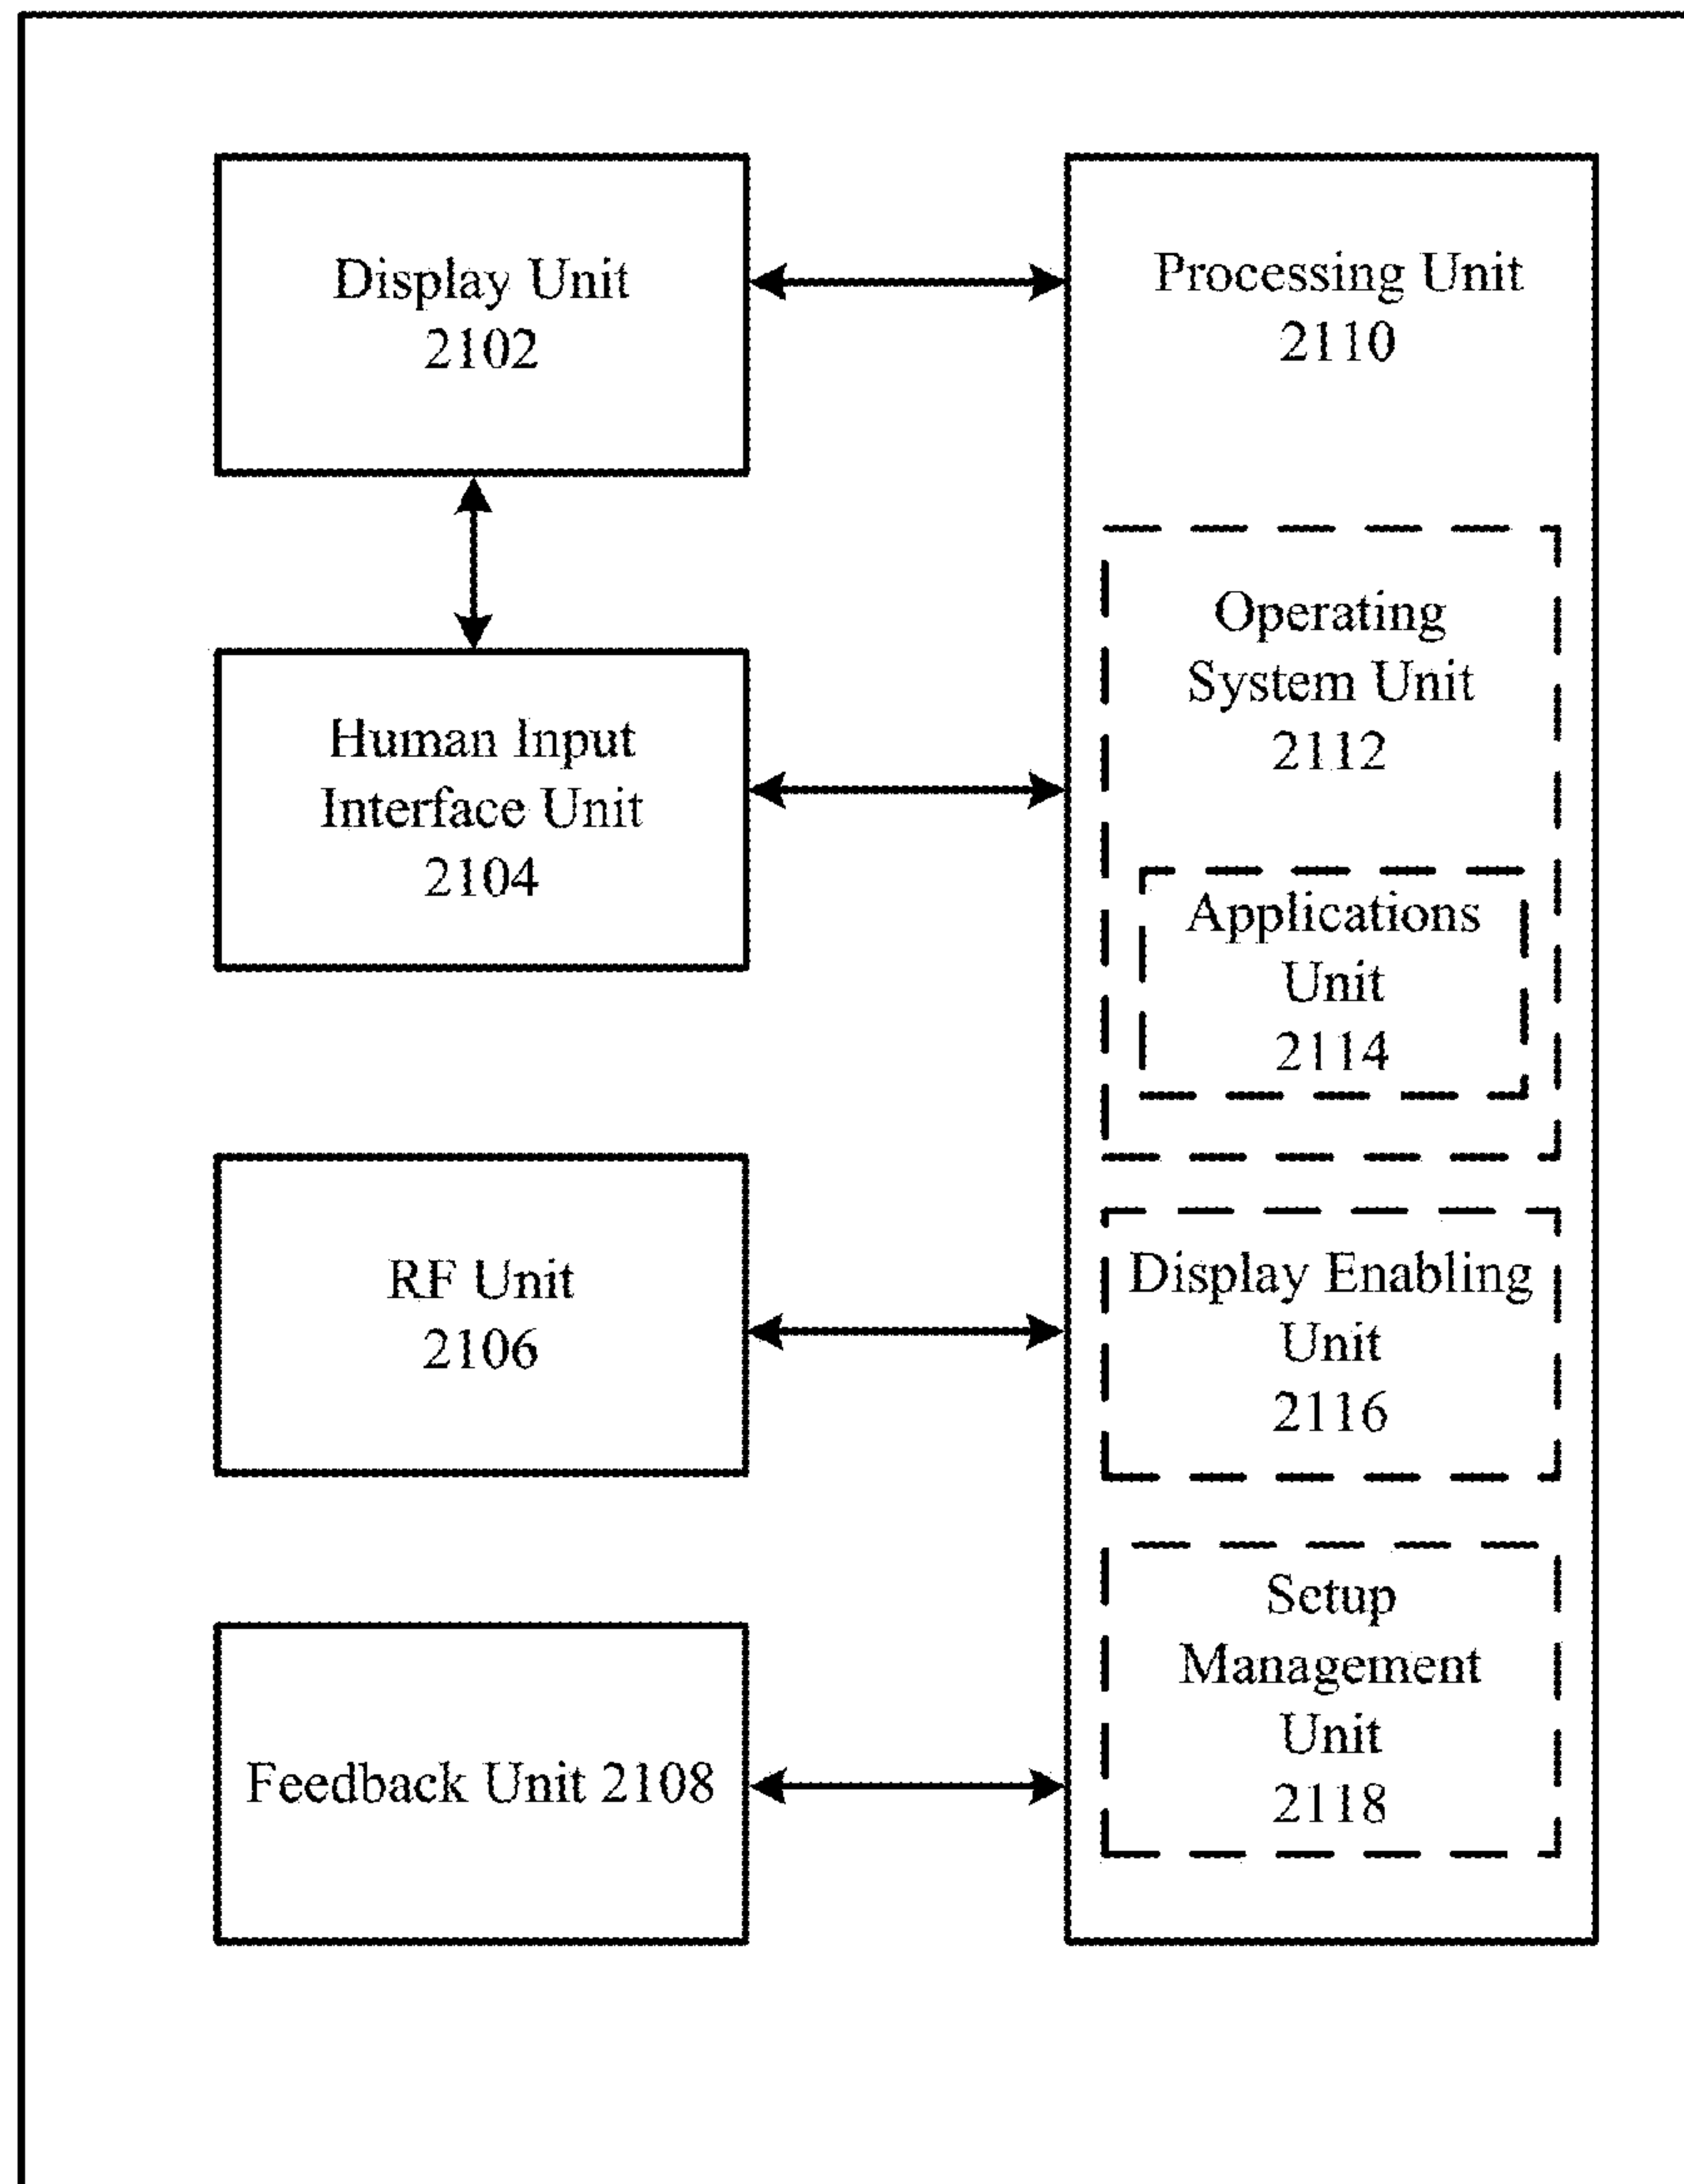 Display Unit
2102
Processing Unit
2110
Human Input
Interface Unit
2104
Operating
System Unit
2112
Applications
Unit
2114
RF Unit
2106
Display Enabling
Unit
2116
Feedback Unit 2108
Setup
Management
Unit
2118